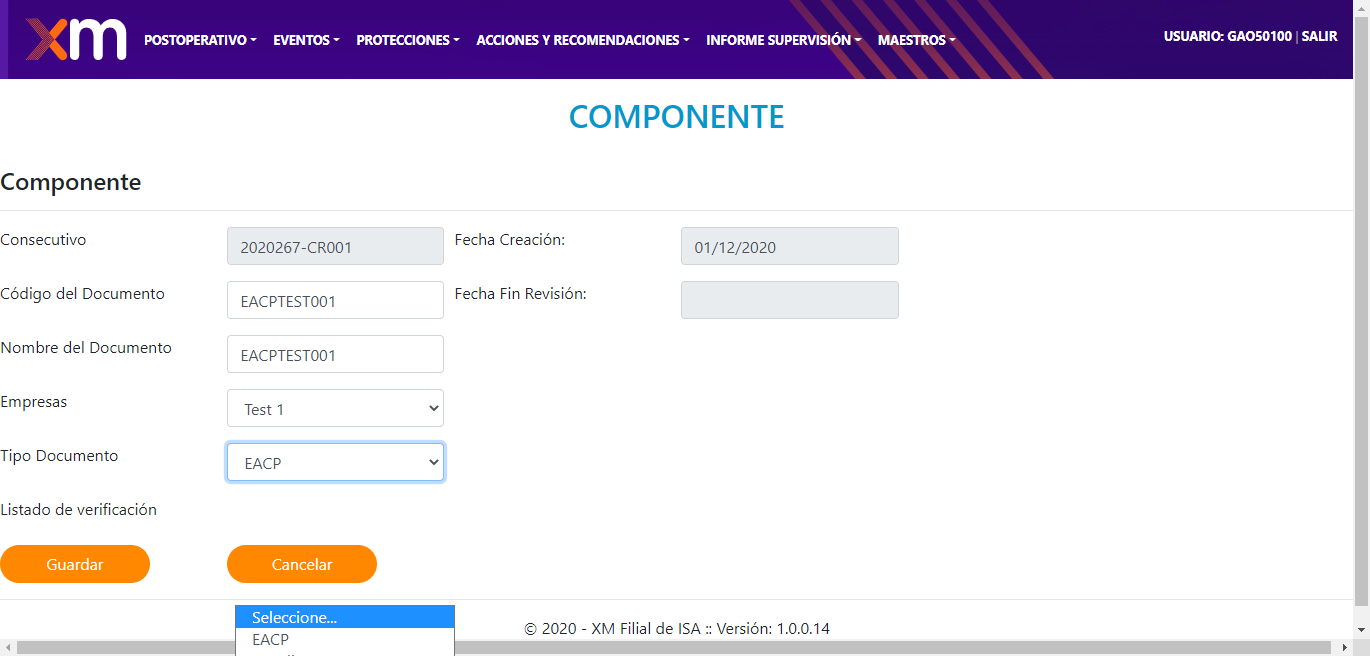 xm
POSTOPERATIVO EVENTOS PROTECCIONES ACCIONES Y RECOMENDACIONES INFORME SUPERVISIÓN MAESTROS USUARIO: GAO50100 | SALIR
COMPONENTE
Componente
Consecutivo 2020267-CR001 Fecha Creación: 01/12/2020
Código del Documento EACPTEST001 Fecha Fin Revisión:
Nombre del Documento EACPTEST001
Empresas Test 1
Tipo Documento EACP
Listado de verificación
Guardar Cancelar
Seleccione...
© 2020 - XM Filial de ISA :: Versión: 1.0.0.14
EACP